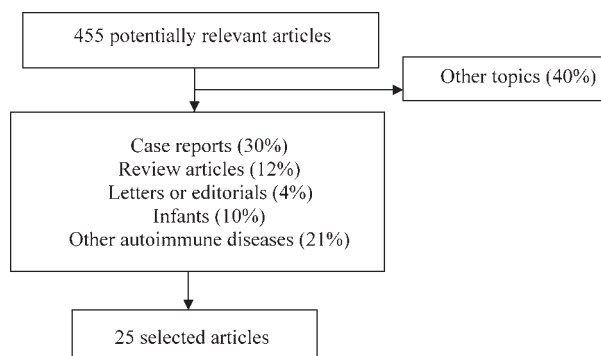 455 potentially relevant articles
Other topics (40%)
Case reports (30%)
Review articles (12%)
Letters or editorials (4%)
Infants (10%)
Other autoimmune diseases (21%)
25 selected articles